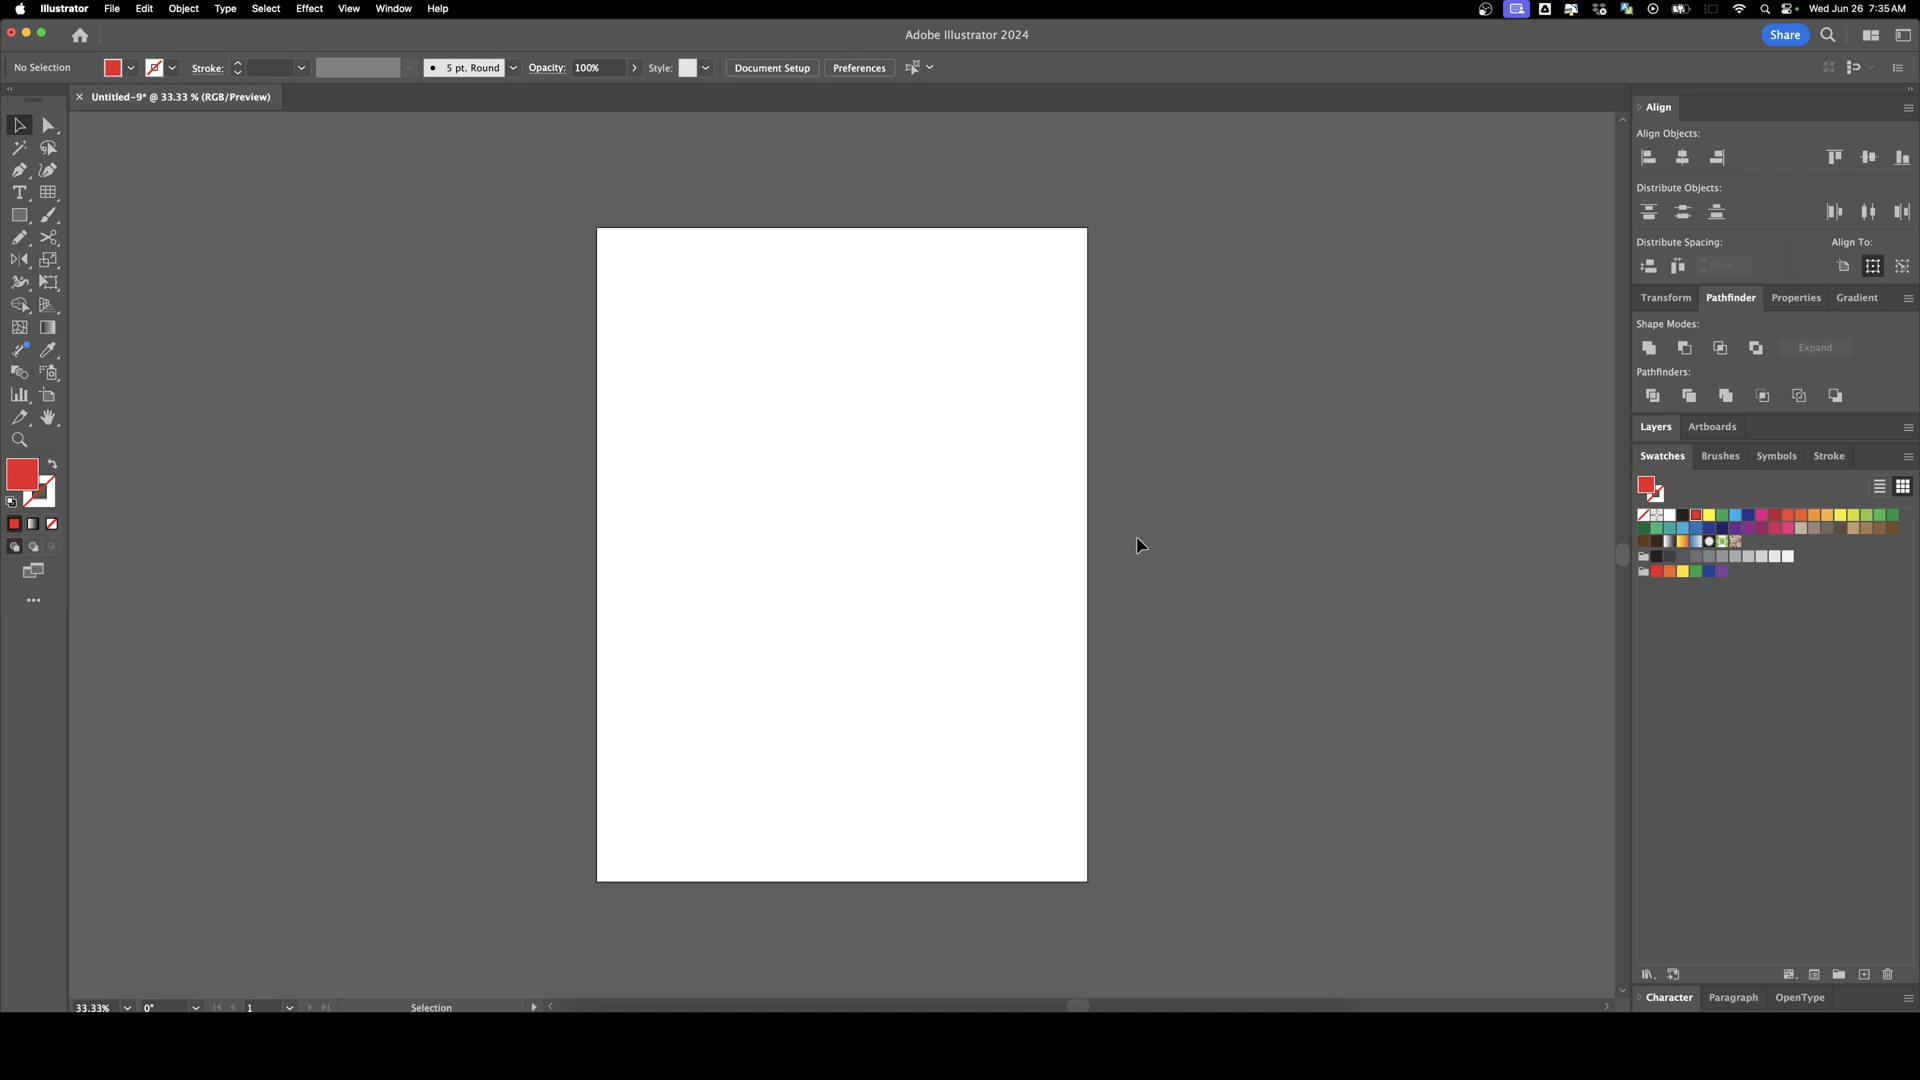 Illustrator File Edit Object Type Select Effect View Window Help
Wed Jun 26 7:35 AM
Adobe Illustrator 2024
Share
No Selection
Stroke:
5 pt. Round
Opacity: 100%
Style:
Document Setup
Preferences
Untitled-9* @ 33.33 % (RGB/Preview)
Align
Align Objects:
Distribute Objects:
Distribute Spacing:
Align To:
Transform Pathfinder Properties Gradient
Shape Modes:
Expand
Pathfinders:
Layers Artboards
Swatches Brushes Symbols Stroke
33.33%
0°
1
Selection
Character Paragraph OpenType